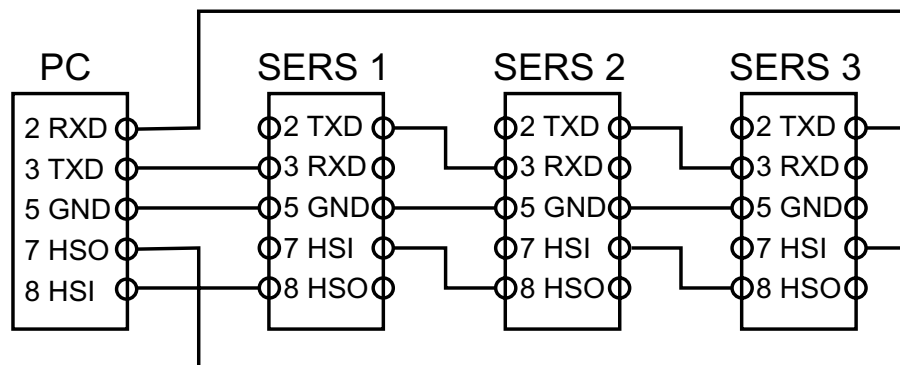 PC
2 RXD
3 TXD
5 GND
7 HSO
8 HSI
SERS 1
2 TXD
3 RXD
5 GND
7 HSI
8 HSO
SERS 2
2 TXD
3 RXD
5 GND
7 HSI
8 HSO
SERS 3
2 TXD
3 RXD
5 GND
7 HSI
8 HSO